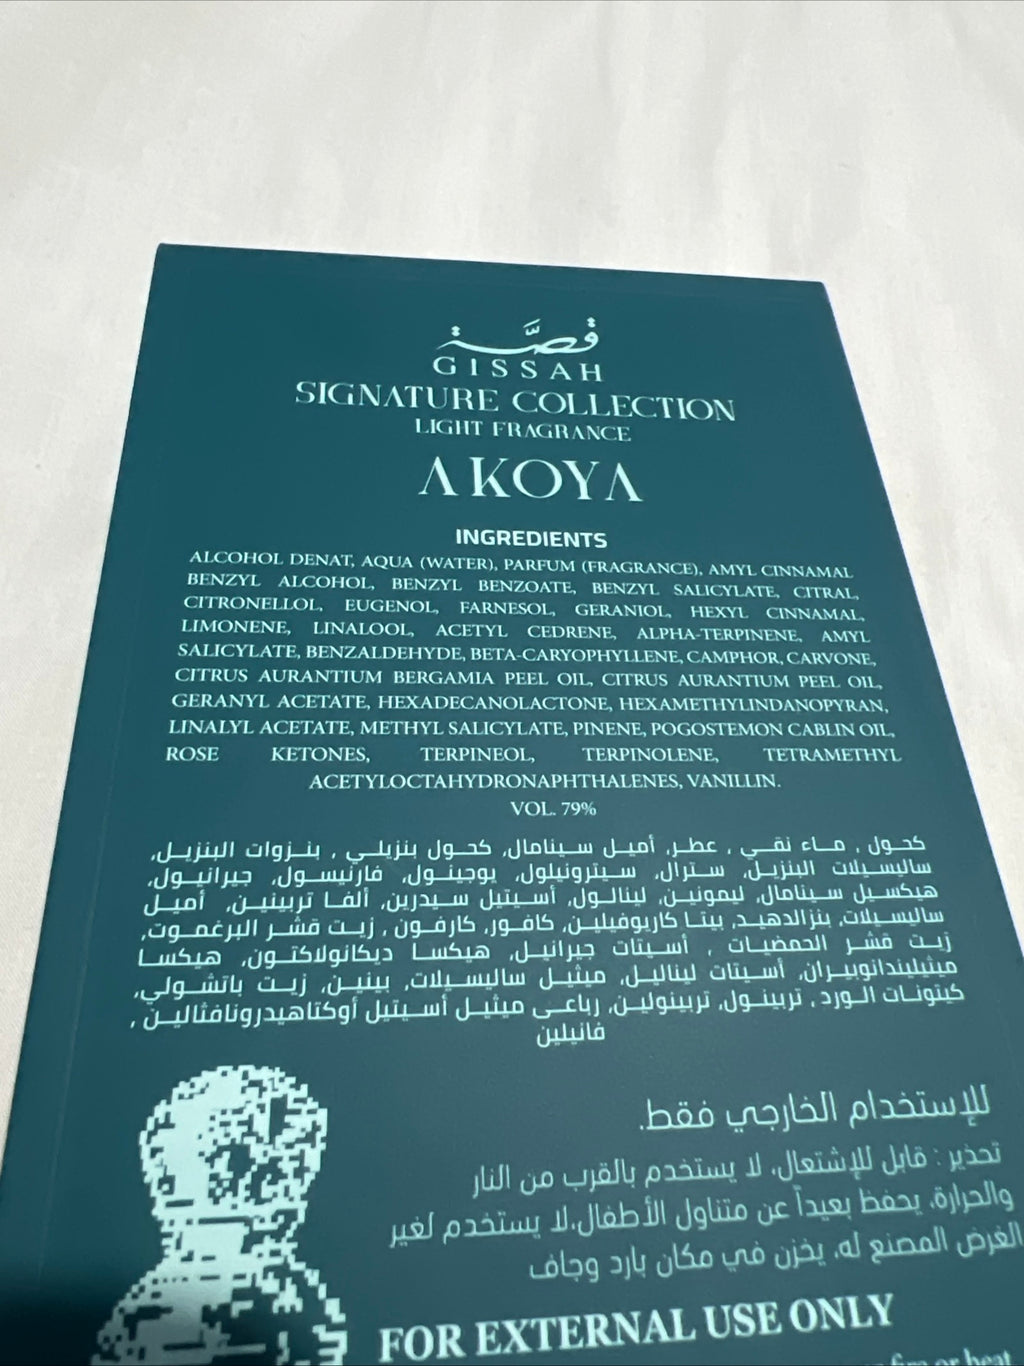 قصّة
GISSAH
SIGNATURE COLLECTION
LIGHT FRAGRANCE
AKOYA
INGREDIENTS
ALCOHOL DENAT, AQUA (WATER), PARFUM (FRAGRANCE), AMYL CINNAMAL
BENZYL ALCOHOL, BENZYL BENZOATE, BENZYL SALICYLATE, CITRAL,
CITRONELLOL, EUGENOL, FARNESOL, GERANIOL, HEXYL CINNAMAL,
LIMONENE, LINALOOL, ACETYL CEDRENE, ALPHA-TERPINENE, AMYL
SALICYLATE, BENZALDEHYDE, BETA-CARYOPHYLLENE, CAMPHOR, CARVONE,
CITRUS AURANTIUM BERGAMIA PEEL OIL, CITRUS AURANTIUM PEEL OIL,
GERANYL ACETATE, HEXADECANOLACTONE, HEXAMETHYLINDANOPYRAN,
LINALYL ACETATE, METHYL SALICYLATE, PINENE, POGOSTEMON CABLIN OIL,
ROSE KETONES, TERPINEOL, TERPINOLENE, TETRAMETHYL
ACETYLOCTAHYDRONAPHTHALENES, VANILLIN.
VOL. 79%
كحول , ماء نقي , عطر, أميل سينامال, كحول بنزيلي , بنزوات البنزيل,
ساليسيلات البنزيل, سترال, سيترونيلول, يوجينول, فارنيسول, جيرانيول,
هيكسيل سينامال, ليمونين, لينالول, أسيتيل سيدرين, ألفا تربينين, أميل
ساليسيلات, بنزالدهيد, بيتا كاريوفيلين, كافور, كارفون , زيت قشر البرغموت,
زيت قشر الحمضيات , أسيتات جيرانيل, هيكسا ديكانولاكتون, هيكسا
ميثيلينداونوبيران, أسيتات ليناليل, ميثيل ساليسيلات, بينين, زيت باتشولي,
كيتونات الورد , تربينول, تربينولين, رباعي ميثيل أسيتيل أوكتاهيدرونافثالين ,
فانيلين
للإستخدام الخارجي فقط.
تحذير : قابل للإشتعال، لا يستخدم بالقرب من النار
والحرارة، يحفظ بعيداً عن متناول الأطفال،لا يستخدم لغير
الغرض المصنع له، يخزن في مكان بارد وجاف
FOR EXTERNAL USE ONLY
fire or heat